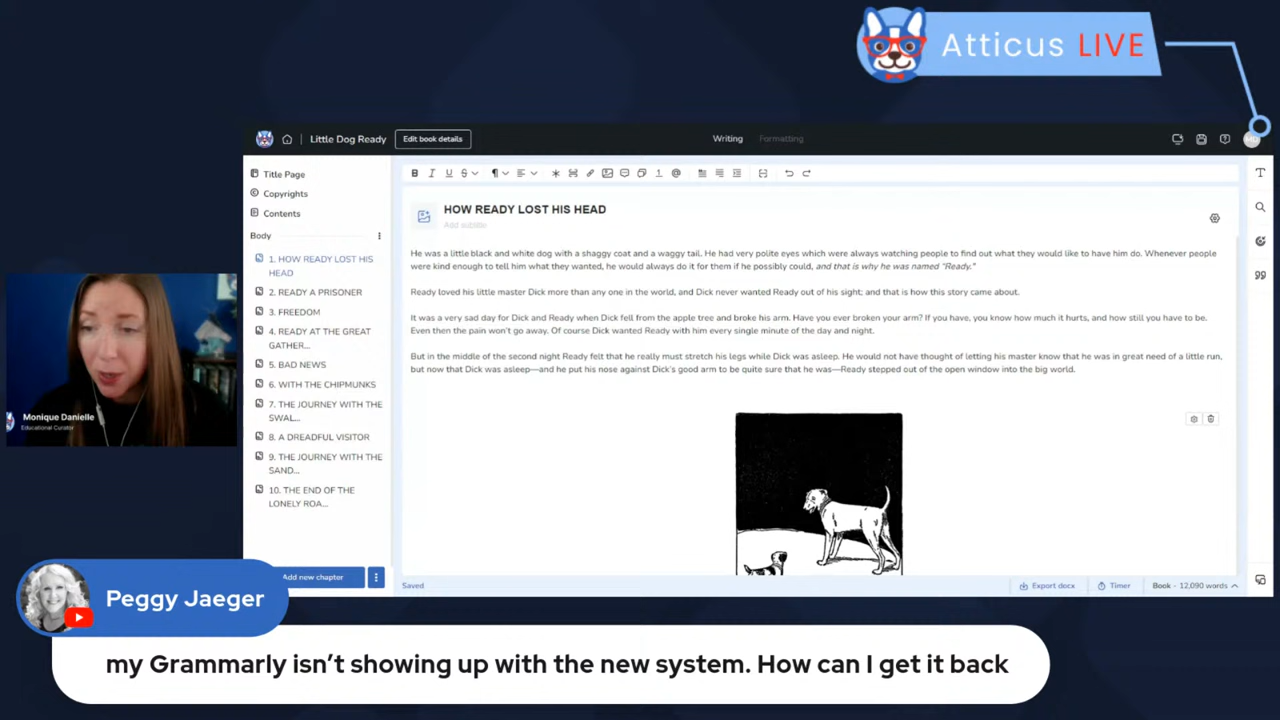 Atticus LIVE
Little Dog Ready
Edit book details
Writing
Formatting
Title Page
Copyrights
Contents
Body
1. HOW READY LOST HIS
HEAD
2. READY A PRISONER
3. FREEDOM
4. READY AT THE GREAT
GATHER...
5. BAD NEWS
6. WITH THE CHIPMUNKS
7. THE JOURNEY WITH THE
SWAL...
8. A DREADFUL VISITOR
9. THE JOURNEY WITH THE
SAND...
10. THE END OF THE
LONELY ROA...
Add new chapter
HOW READY LOST HIS HEAD
Add subtitle
He was a little black and white dog with a shaggy coat and a waggy tail. He had very polite eyes which were always watching people to find out what they would like to have him do. Whenever people
were kind enough to tell him what they wanted, he would always do it for them if he possibly could, and that is why he was named "Ready."
Ready loved his little master Dick more than any one in the world, and Dick never wanted Ready out of his sight; and that is how this story came about.
It was a very sad day for Dick and Ready when Dick fell from the apple tree and broke his arm. Have you ever broken your arm? If you have, you know how much it hurts, and how still you have to be.
Even then the pain won't go away. Of course Dick wanted Ready with him every single minute of the day and night.
But in the middle of the second night Ready felt that he really must stretch his legs while Dick was asleep. He would not have thought of letting his master know that he was in great need of a little run,
but now that Dick was asleep—and he put his nose against Dick's good arm to be quite sure that he was—Ready stepped out of the open window into the big world.
Saved
Export docx
Timer
Book - 12,090 words
Monique Danielle
Educational Curator
Peggy Jaeger
my Grammarly isn't showing up with the new system. How can I get it back